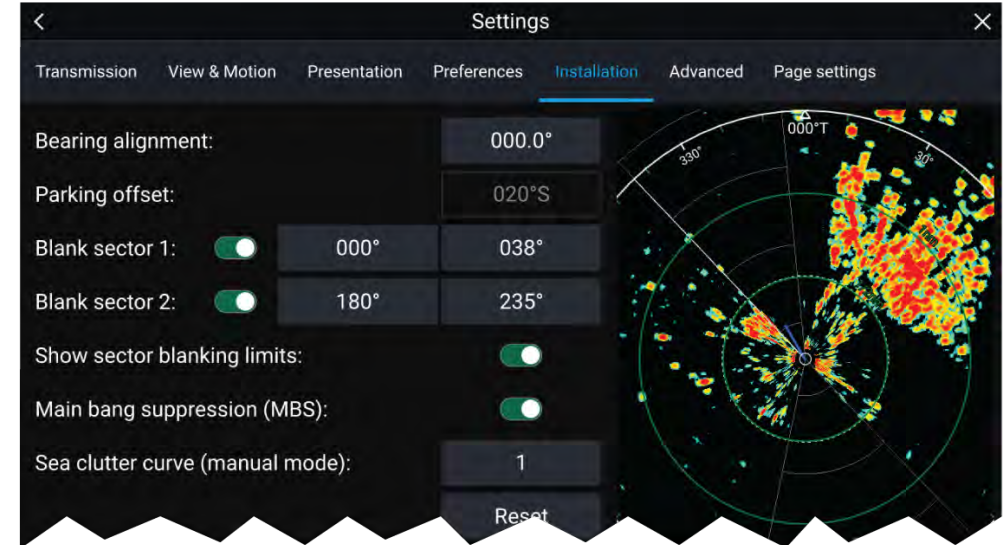 Settings
Transmission View & Motion Presentation Preferences Installation Advanced Page settings
Bearing alignment: 000.0°
Parking offset: 020°S
Blank sector 1: 000° 038°
Blank sector 2: 180° 235°
Show sector blanking limits:
Main bang suppression (MBS):
Sea clutter curve (manual mode): 1
Reset
000°T
330°
30°